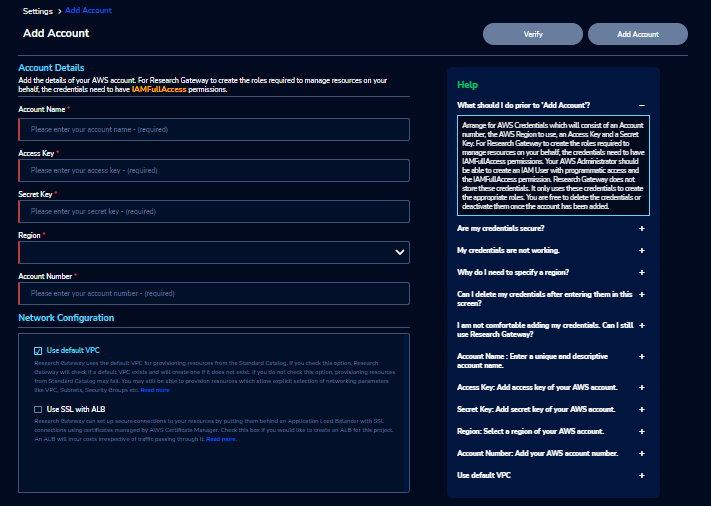 Settings > Add Account
Add Account
Verify
Add Account
Account Details
Add the details of your AWS account. For Research Gateway to create the roles required to manage resources on your
behalf, the credentials need to have IAMFullAccess permissions.
Account Name *
Please enter your account name - (required)
Access Key *
Please enter your access key - (required)
Secret Key *
Please enter your secret key - (required)
Region *
Account Number *
Please enter your account number - (required)
Network Configuration
Use default VPC
Research Gateway uses the default VPC for provisioning resources from the Standard Catalog. If you check this option, Research
Gateway will check if a default VPC exists and will create one if it does not exist. If you do not check this option, provisioning resources
from Standard Catalog may fail. You may still be able to provision resources which allow explicit selection of networking parameters
like VPC, Subnets, Security Groups etc. Read more
Use SSL with ALB
Research Gateway can set up secure connections to your resources by putting them behind an Application Load Balancer with SSL
connections using certificates managed by AWS Certificate Manager. Check this box if you would like to create an ALB for this project.
An ALB will incur costs irrespective of traffic passing through it. Read more.
Help
What should I do prior to 'Add Account'? −
Arrange for AWS Credentials which will consist of an Account
number, the AWS Region to use, an Access Key and a Secret
Key. For Research Gateway to create the roles required to
manage resources on your behalf, the credentials need to have
IAMFullAccess permissions. Your AWS Administrator should
be able to create an IAM User with programmatic access and
the IAMFullAccess permission. Research Gateway does not
store these credentials. It only uses these credentials to create
the appropriate roles. You are free to delete the credentials or
deactivate them once the account has been added.
Are my credentials secure? +
My credentials are not working. +
Why do I need to specify a region? +
Can I delete my credentials after entering them in this +
screen?
I am not comfortable adding my credentials. Can I still +
use Research Gateway?
Account Name : Enter a unique and descriptive +
account name.
Access Key: Add access key of your AWS account. +
Secret Key: Add secret key of your AWS account. +
Region: Select a region of your AWS account. +
Account Number: Add your AWS account number. +
Use default VPC +